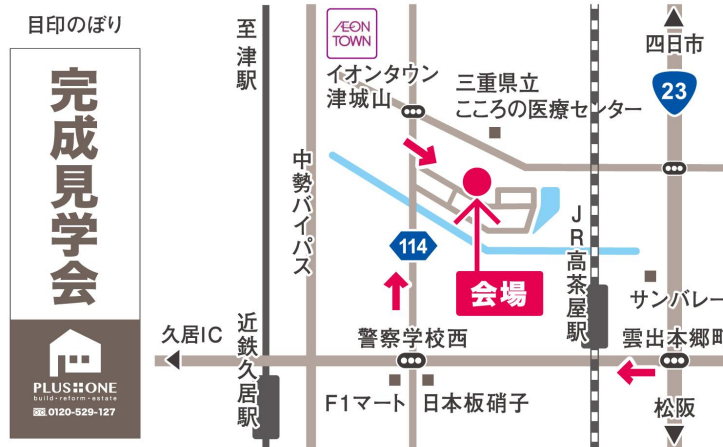 目印のぼり
完成見学会
PLUS::ONE
build・reform・estate
0120-529-127
至津駅
ÆON
TOWN
イオンタウン
津城山
三重県立
こころの医療センター
四日市
23
中勢バイパス
114
会場
JR高茶屋駅
サンバレー
久居IC
近鉄久居駅
警察学校西
雲出本郷町
F1マート
日本板硝子
松阪